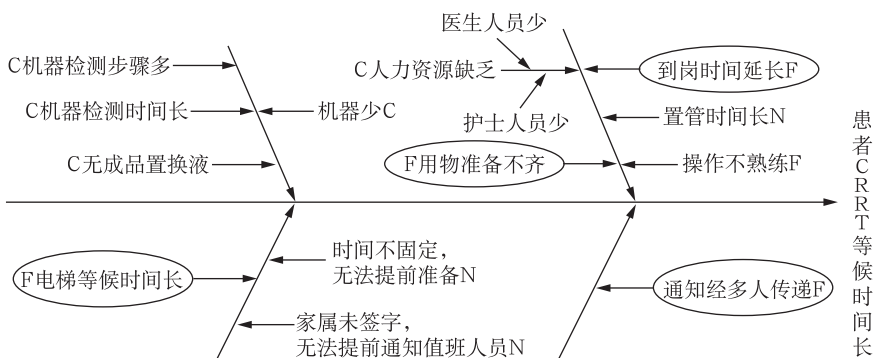 医生人员少
C机器检测步骤多
C人力资源缺乏
到岗时间延长F
C机器检测时间长
机器少C
护士人员少
置管时间长N
C无成品置换液
F用物准备不齐
操作不熟练F
患者CRRT等候时间长
F电梯等候时间长
时间不固定，
无法提前准备N
通知经多人传递F
家属未签字，
无法提前通知值班人员N